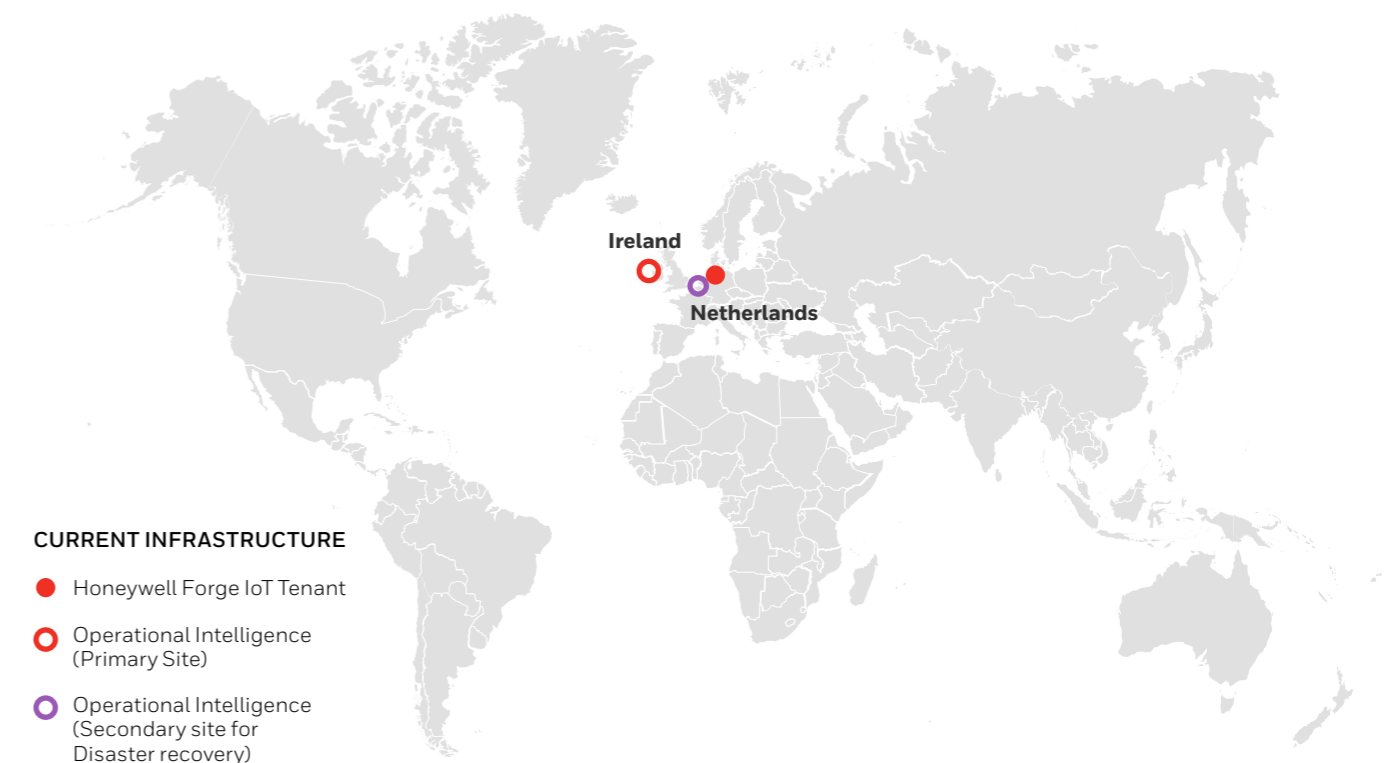 Ireland
Netherlands
CURRENT INFRASTRUCTURE
Honeywell Forge IoT Tenant
Operational Intelligence
(Primary Site)
Operational Intelligence
(Secondary site for
Disaster recovery)